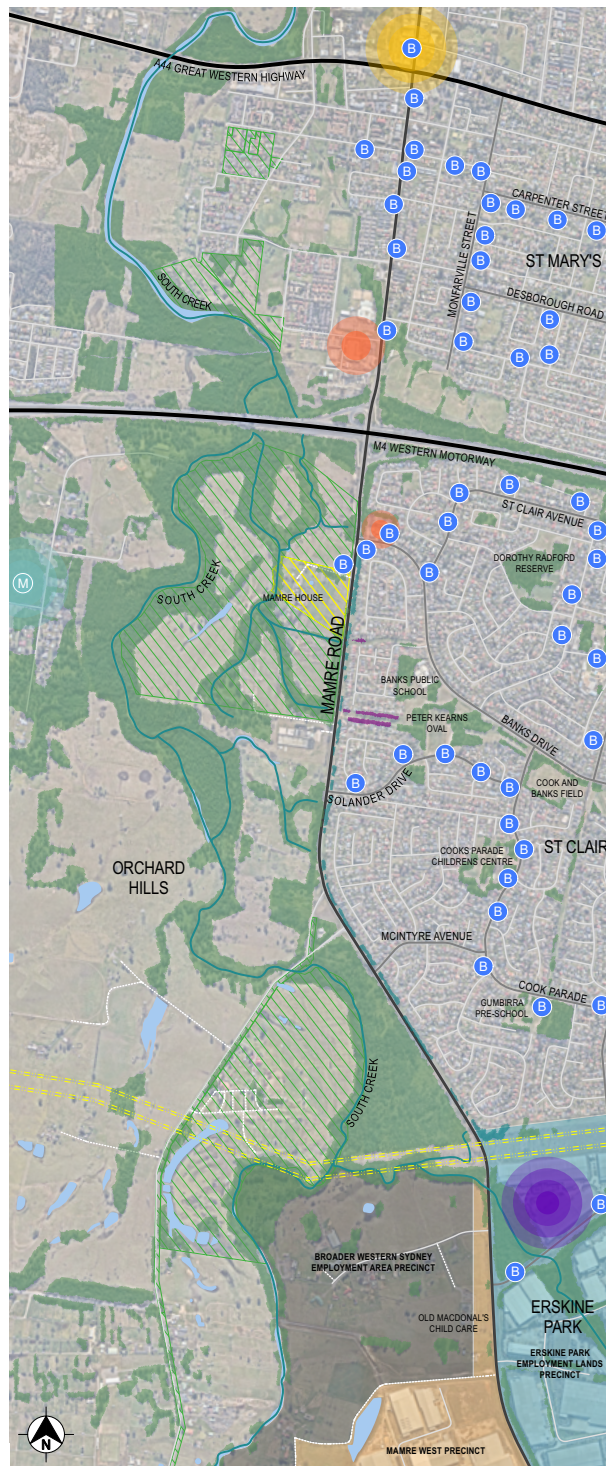 B
A44 GREAT WESTERN HIGHWAY
B
B
B
B
B
B
CARPENTER STREET
B
B
B
B
B
MONFARVILLE STREET
B
B
B
ST MARY'S
SOUTH CREEK
DESBOROUGH ROAD
B
B
B
B
B
B
M4 WESTERN MOTORWAY
B
B
B
ST CLAIR AVENUE
B
B
B
B
B
DOROTHY RADFORD
RESERVE
B
B
M
B
SOUTH CREEK
MAMRE HOUSE
B
B
B
MAMRE ROAD
BANKS PUBLIC
SCHOOL
PETER KEARNS
OVAL
BANKS DRIVE
B
B
B
B
B
SOLANDER DRIVE
B
COOK AND
BANKS FIELD
B
B
COOKS PARADE
CHILDRENS CENTRE
ST CLAIR
ORCHARD
HILLS
B
B
MCINTYRE AVENUE
B
COOK PARADE
B
B
GUMBIRRA
PRE-SCHOOL
SOUTH CREEK
B
BROADER WESTERN SYDNEY
EMPLOYMENT AREA PRECINCT
B
OLD MACDONAL'S
CHILD CARE
ERSKINE
PARK
ERSKINE PARK
EMPLOYMENT LANDS
PRECINCT
N
MAMRE WEST PRECINCT